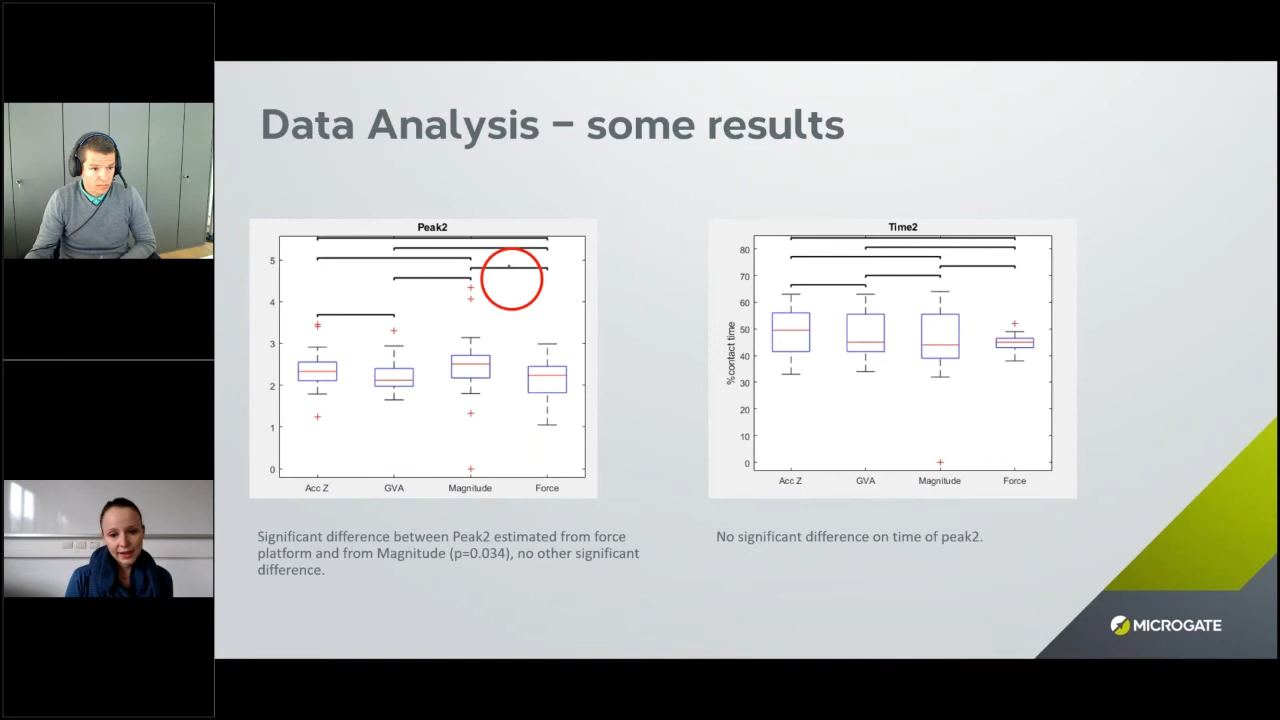 Data Analysis – some results
Peak2
5
4
3
2
1
0
Acc Z
GVA
Magnitude
Force
Significant difference between Peak2 estimated from force
platform and from Magnitude (p=0.034), no other significant
difference.
Time2
% contact time
80
70
60
50
40
30
20
10
0
Acc Z
GVA
Magnitude
Force
No significant difference on time of peak2.
MICROGATE